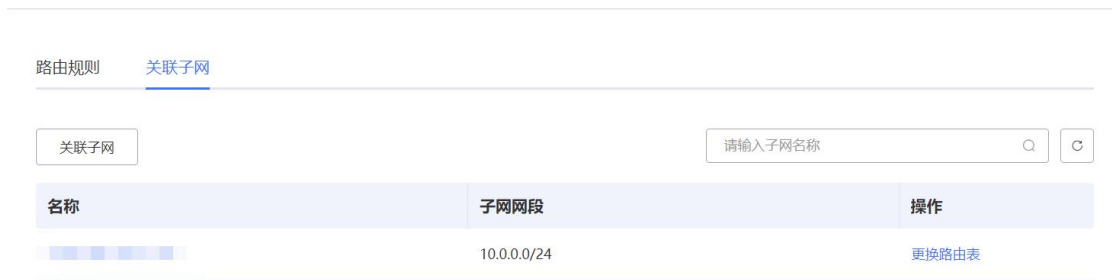 路由规则 关联子网
关联子网 请输入子网名称
名称 子网网段 操作
10.0.0.0/24 更换路由表